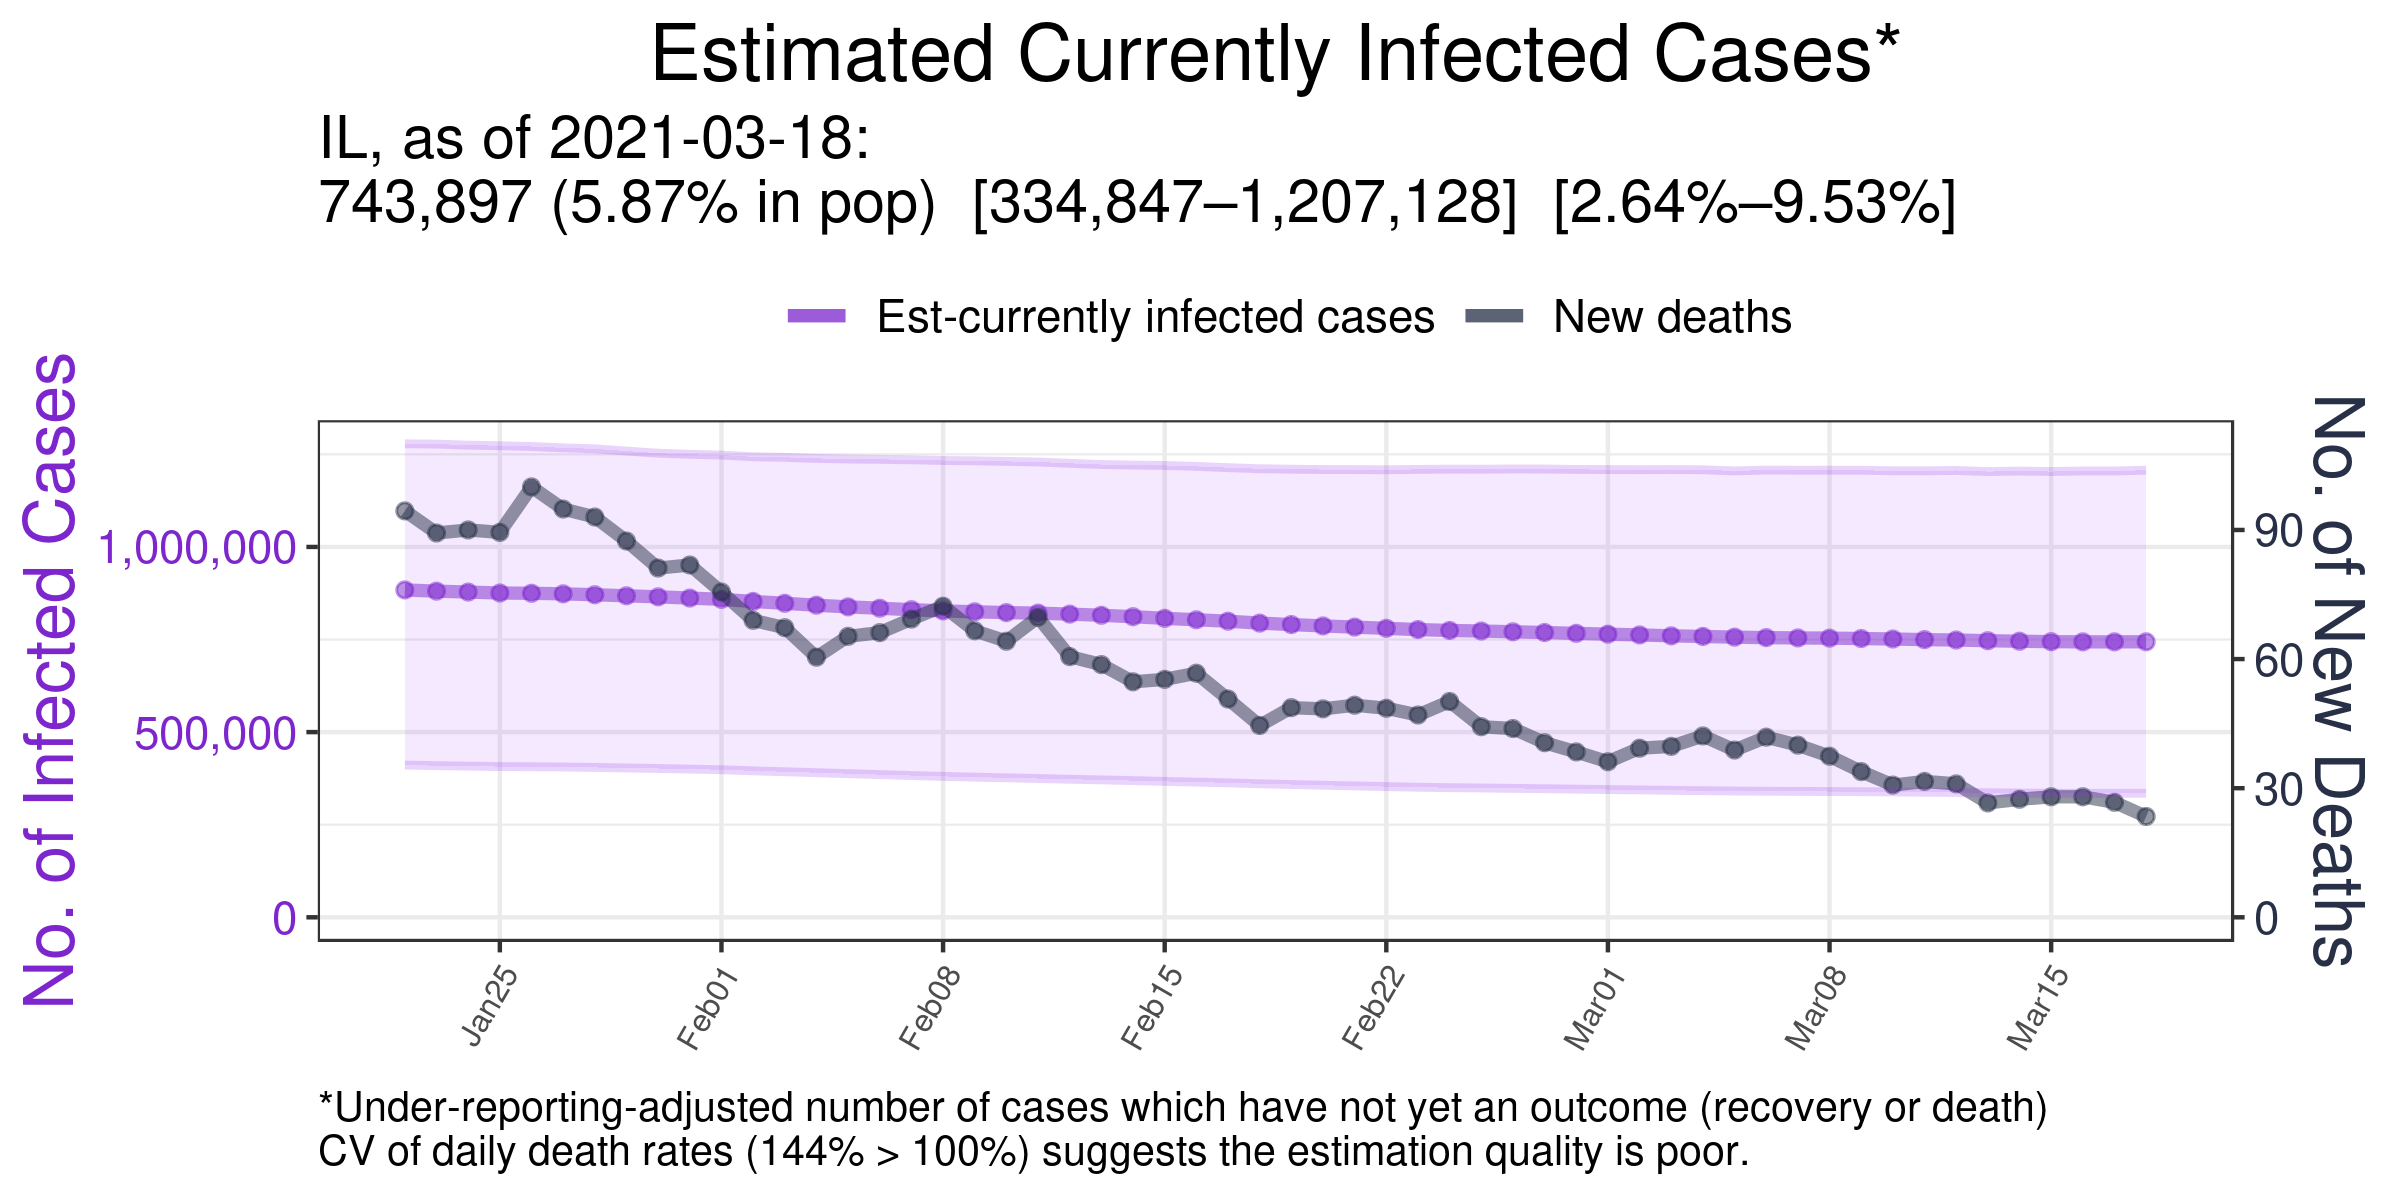 Estimated Currently Infected Cases*
IL, as of 2021-03-18:
743,897 (5.87% in pop)  [334,847–1,207,128]  [2.64%–9.53%]
Est-currently infected cases
New deaths
No. of Infected Cases
1,000,000
500,000
0
No. of New Deaths
90
60
30
0
Jan25
Feb01
Feb08
Feb15
Feb22
Mar01
Mar08
Mar15
*Under-reporting-adjusted number of cases which have not yet an outcome (recovery or death)
CV of daily death rates (144% > 100%) suggests the estimation quality is poor.